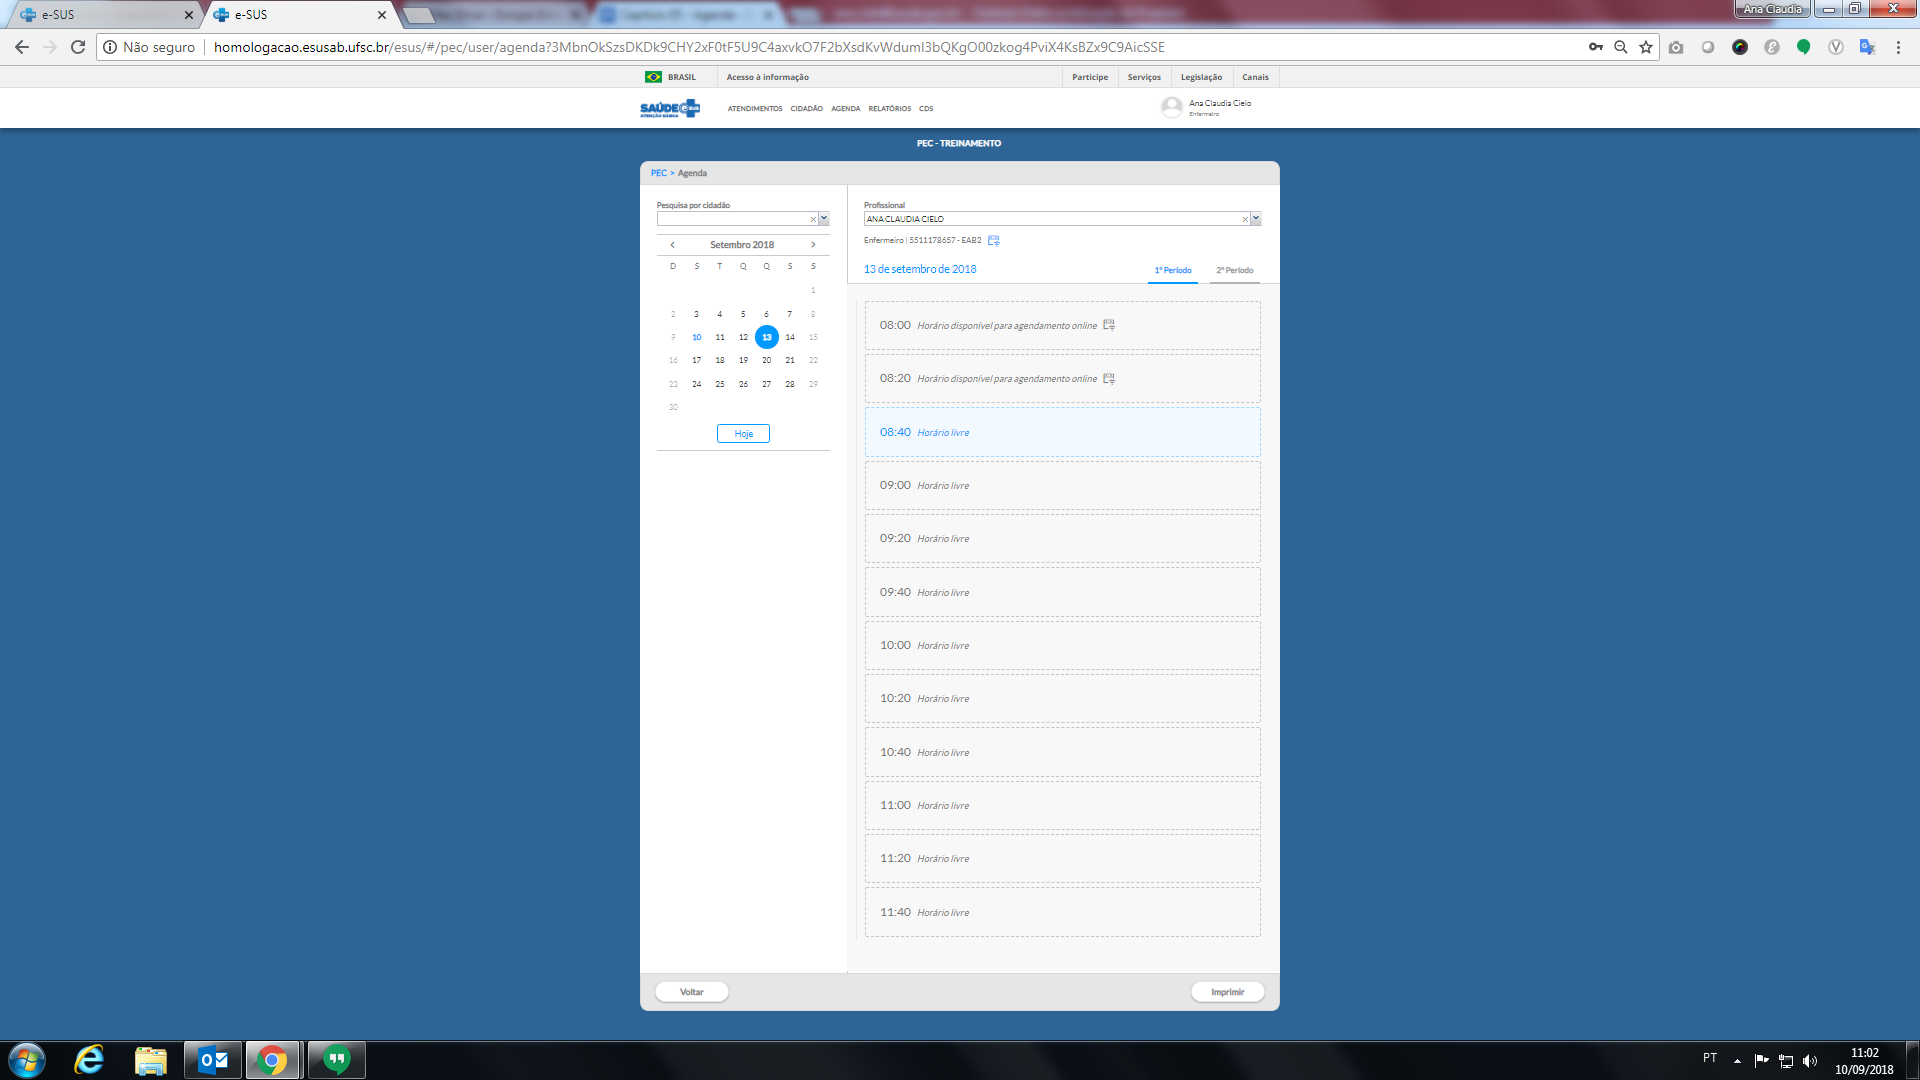 e-SUS
e-SUS
Ana Claudia
Não seguro
homologacao.esusab.ufsc.br/esus/#/pec/user/agenda?3MbnOkSzsDKDk9CHY2xF0tF5U9C4axvkO7F2bXsdKvWdumI3bQKgO00zkog4PviX4KsBZx9C9AicSSE
BRASIL
Acesso à informação
Participe
Serviços
Legislação
Canais
SAÚDE e-SUS
ATENÇÃO BÁSICA
ATENDIMENTOS CIDADÃO AGENDA RELATÓRIOS CDS
Ana Claudia Cielo
Enfermeiro
PEC - TREINAMENTO
PEC > Agenda
Pesquisa por cidadão
Setembro 2018
D S T Q Q S S
1
2 3 4 5 6 7 8
9 10 11 12 13 14 15
16 17 18 19 20 21 22
23 24 25 26 27 28 29
30
Hoje
Profissional
ANA CLAUDIA CIELO
Enfermeiro | 5511178657 - EAB2
13 de setembro de 2018
1º Período
2º Período
08:00 Horário disponível para agendamento online
08:20 Horário disponível para agendamento online
08:40 Horário livre
09:00 Horário livre
09:20 Horário livre
09:40 Horário livre
10:00 Horário livre
10:20 Horário livre
10:40 Horário livre
11:00 Horário livre
11:20 Horário livre
11:40 Horário livre
Voltar
Imprimir
PT
11:02
10/09/2018